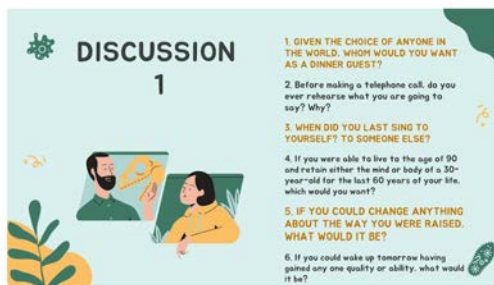 DISCUSSION
1
1. GIVEN THE CHOICE OF ANYONE IN
THE WORLD, WHOM WOULD YOU WANT
AS A DINNER GUEST?
2. Before making a telephone call, do you
ever rehearse what you are going to
say? Why?
3. WHEN DID YOU LAST SING TO
YOURSELF? TO SOMEONE ELSE?
4. If you were able to live to the age of 90
and retain either the mind or body of a 30-
year-old for the last 60 years of your life,
which would you want?
5. IF YOU COULD CHANGE ANYTHING
ABOUT THE WAY YOU WERE RAISED,
WHAT WOULD IT BE?
6. If you could wake up tomorrow having
gained any one quality or ability, what would
it be?